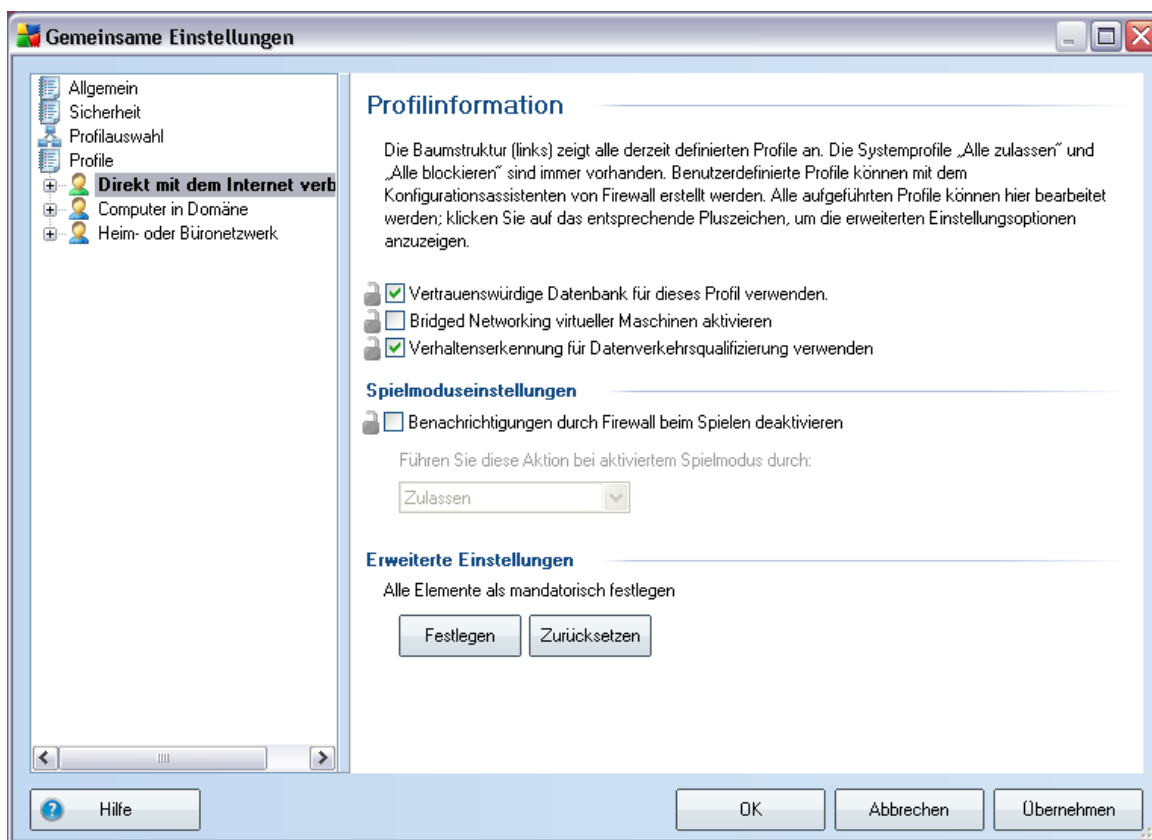 Gemeinsame Einstellungen
Allgemein
Sicherheit
Profilauswahl
Profile
Direkt mit dem Internet verb
Computer in Domäne
Heim- oder Büronetzwerk
Profilinformation
Die Baumstruktur (links) zeigt alle derzeit definierten Profile an. Die Systemprofile „Alle zulassen“ und
„Alle blockieren“ sind immer vorhanden. Benutzerdefinierte Profile können mit dem
Konfigurationsassistenten von Firewall erstellt werden. Alle aufgeführten Profile können hier bearbeitet
werden; klicken Sie auf das entsprechende Pluszeichen, um die erweiterten Einstellungsoptionen
anzuzeigen.
Vertrauenswürdige Datenbank für dieses Profil verwenden.
Bridged Networking virtueller Maschinen aktivieren
Verhaltenserkennung für Datenverkehrsqualifizierung verwenden
Spielmoduseinstellungen
Benachrichtigungen durch Firewall beim Spielen deaktivieren
Führen Sie diese Aktion bei aktiviertem Spielmodus durch:
Zulassen
Erweiterte Einstellungen
Alle Elemente als mandatorisch festlegen
Festlegen
Zurücksetzen
Hilfe
OK
Abbrechen
Übernehmen